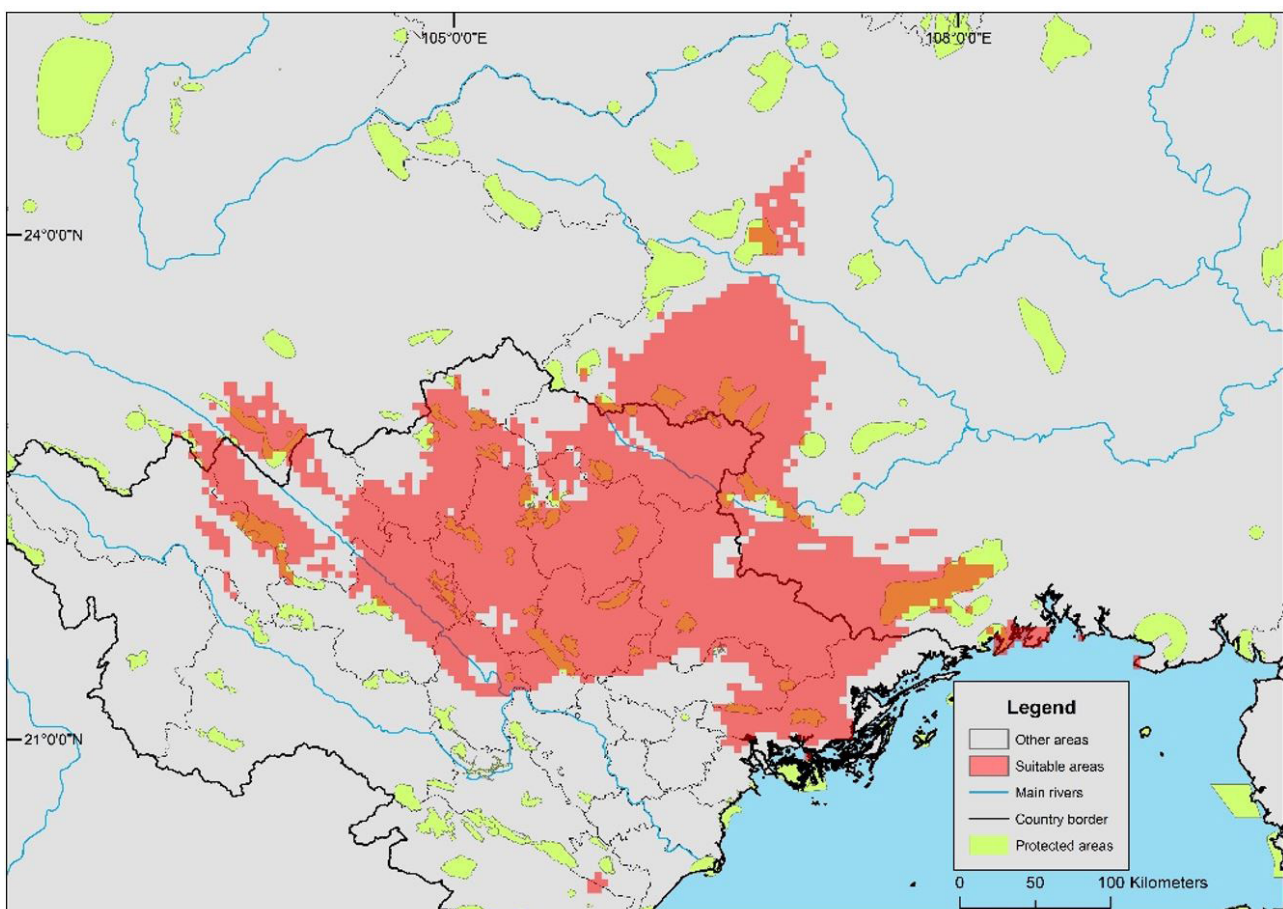 105°0'0"E
108°0'0"E
24°0'0"N
21°0'0"N
Legend
Other areas
Suitable areas
Main rivers
Country border
Protected areas
0 50 100 Kilometers